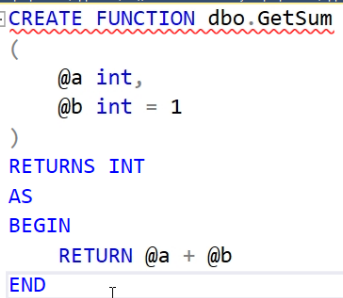 CREATE FUNCTION dbo.GetSum
(
    @a int,
    @b int = 1
)
RETURNS INT
AS
BEGIN
    RETURN @a + @b
END